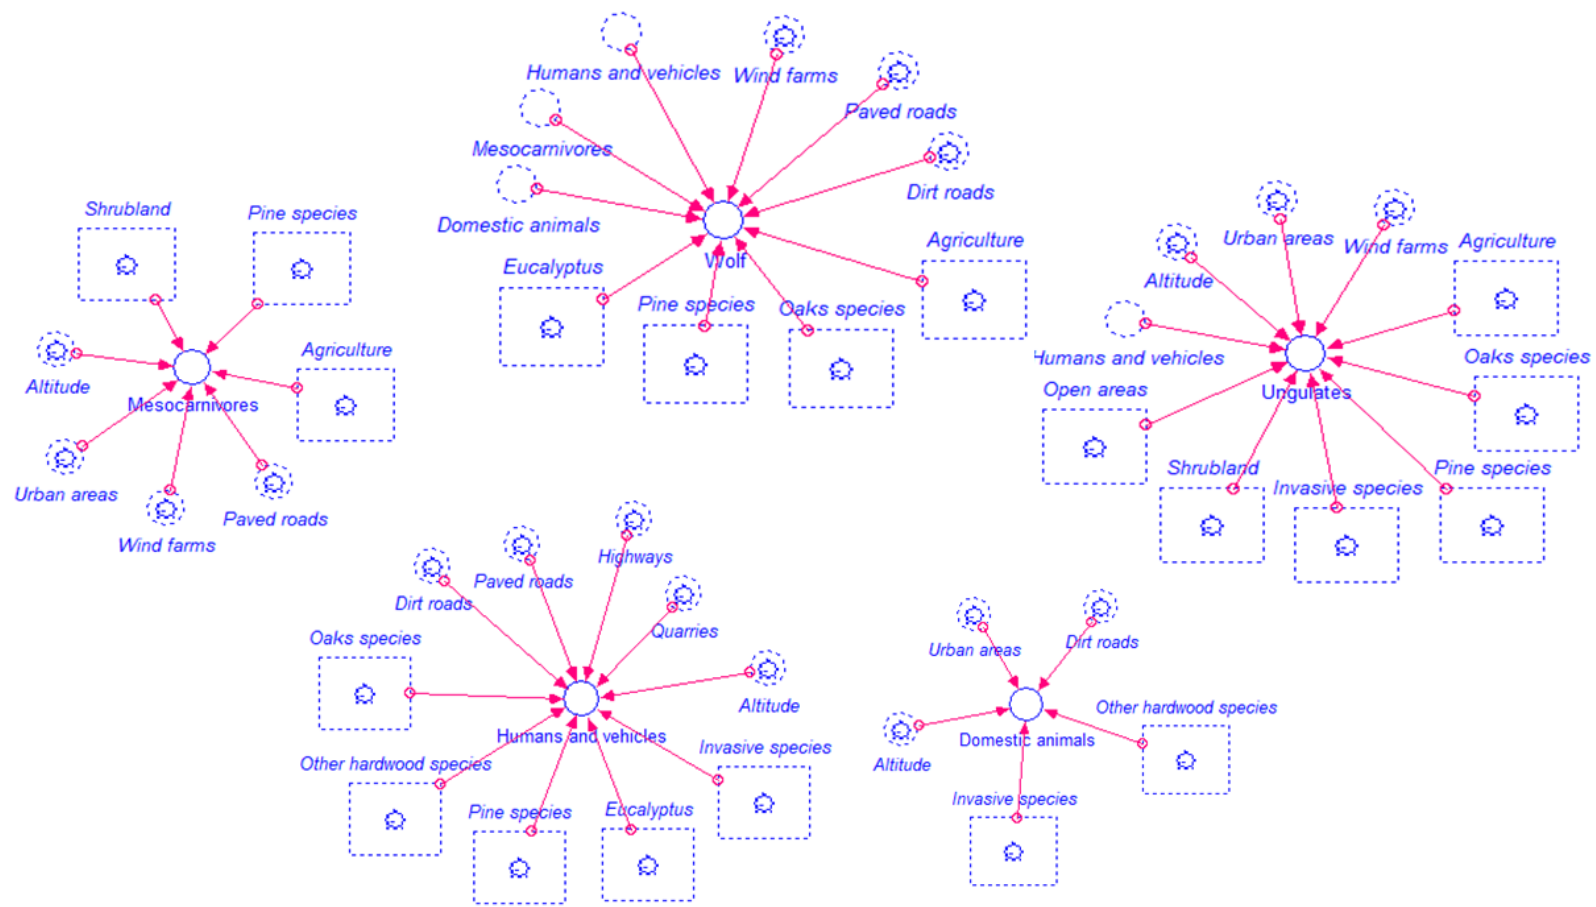 Humans and vehicles
Wind farms
Paved roads
Mesocarnivores
Dirt roads
Domestic animals
Wolf
Eucalyptus
Pine species
Oaks species
Agriculture
Shrubland
Pine species
Altitude
Agriculture
Mesocarnivores
Urban areas
Wind farms
Paved roads
Urban areas
Wind farms
Agriculture
Altitude
Humans and vehicles
Oaks species
Open areas
Ungulates
Shrubland
Invasive species
Pine species
Highways
Paved roads
Dirt roads
Quarries
Oaks species
Altitude
Humans and vehicles
Invasive species
Other hardwood species
Pine species
Eucalyptus
Urban areas
Dirt roads
Other hardwood species
Altitude
Domestic animals
Invasive species